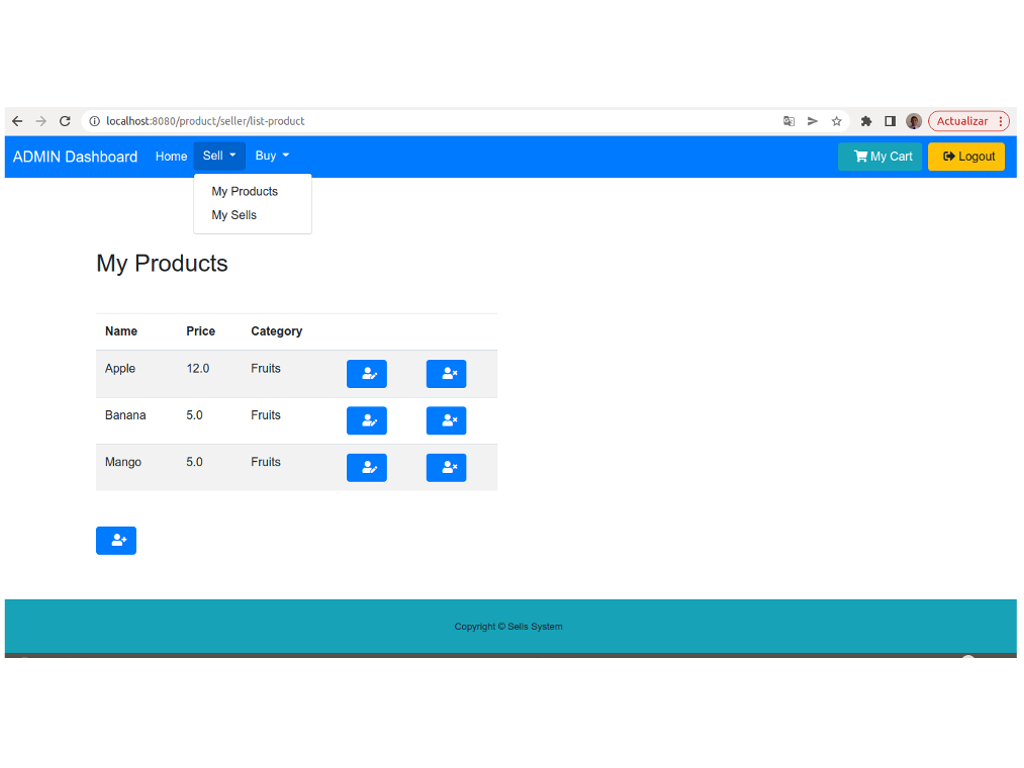 localhost:8080/product/seller/list-product
Actualizar
ADMIN Dashboard Home Sell Buy My Cart Logout
My Products
My Sells
My Products
Name Price Category
Apple 12.0 Fruits
Banana 5.0 Fruits
Mango 5.0 Fruits
Copyright © Sells System